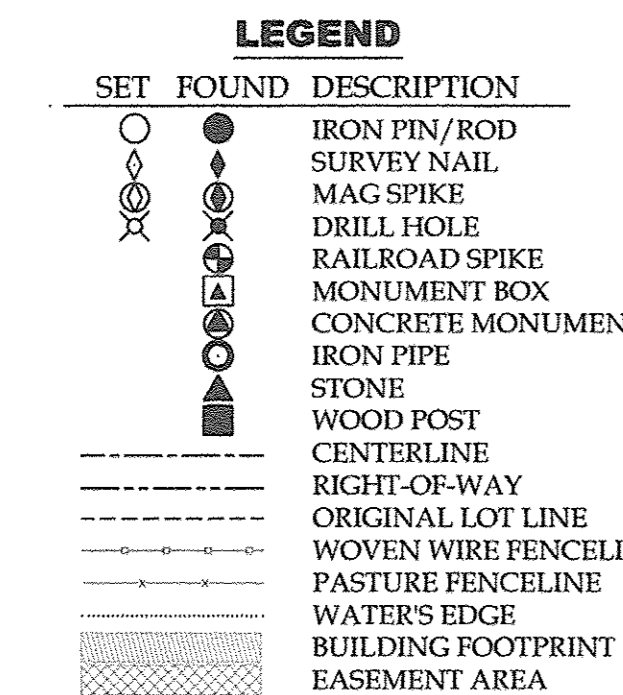 LEGEND
SET FOUND DESCRIPTION
IRON PIN/ROD
SURVEY NAIL
MAG SPIKE
DRILL HOLE
RAILROAD SPIKE
MONUMENT BOX
CONCRETE MONUMEN
IRON PIPE
STONE
WOOD POST
CENTERLINE
RIGHT-OF-WAY
ORIGINAL LOT LINE
WOVEN WIRE FENCELI
PASTURE FENCELINE
WATER'S EDGE
BUILDING FOOTPRINT
EASEMENT AREA